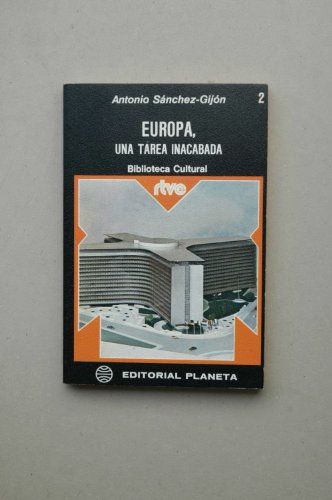 Antonio Sánchez-Gijón 2
EUROPA,
UNA TAREA INACABADA
Biblioteca Cultural
rtve
EDITORIAL PLANETA